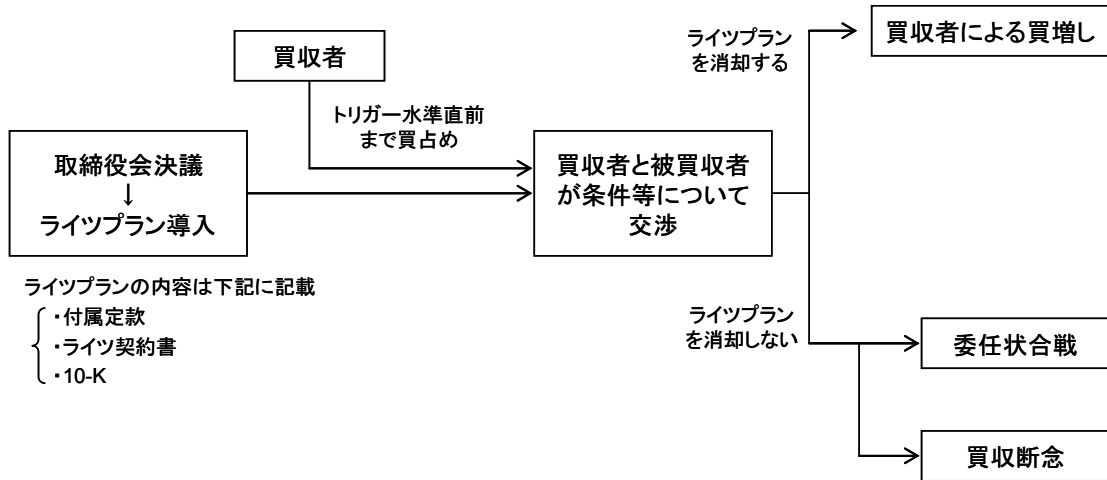 買収者
ライツプラン
を消却する
買収者による買増し
トリガー水準直前
まで買占め
取締役会決議
↓
ライツプラン導入
買収者と被買収者
が条件等について
交渉
ライツプランの内容は下記に記載
・付属定款
・ライツ契約書
・10-K
ライツプラン
を消却しない
委任状合戦
買収断念